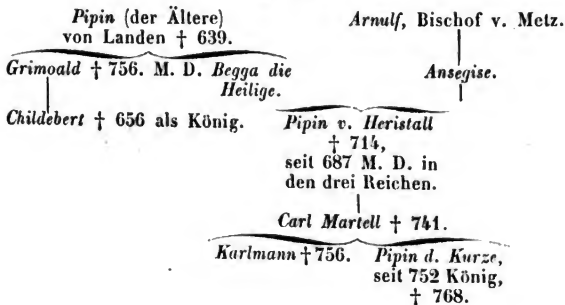 Pipin (der Ältere)
von Landen † 639.
Arnulf, Bischof v. Metz.
Grimoald † 756. M. D. Begga die
Heilige.
Ansegise.
Childebert † 656 als König.
Pipin v. Heristall
† 714,
seit 687 M. D. in
den drei Reichen.
Carl Martell † 741.
Karlmann † 756. Pipin d. Kurze,
seit 752 König,
† 768.